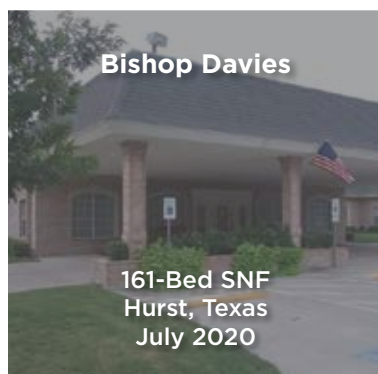 Bishop Davies
161-Bed SNF
Hurst, Texas
July 2020